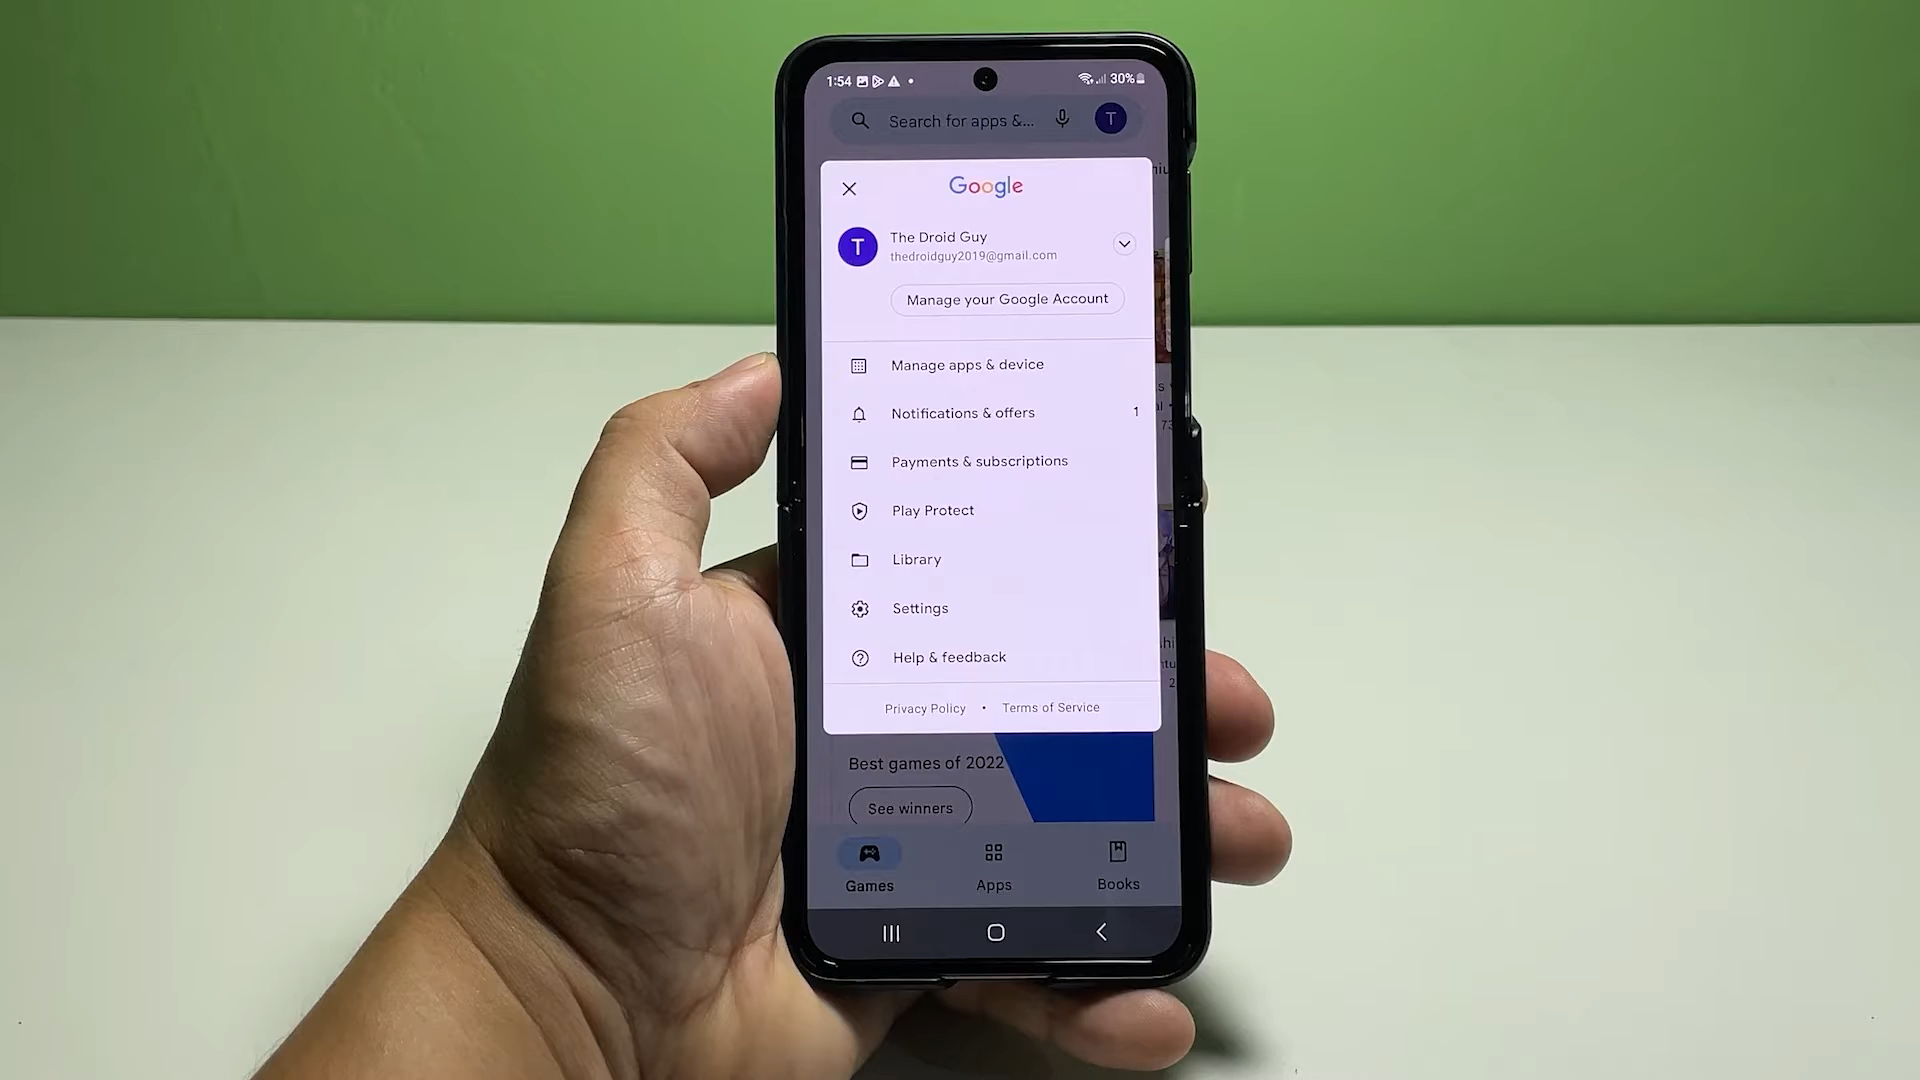 1:54
30%
Search for apps &...
T
Google
T
The Droid Guy
thedroidguy2019@gmail.com
Manage your Google Account
Manage apps & device
Notifications & offers 1
Payments & subscriptions
Play Protect
Library
Settings
Help & feedback
Privacy Policy • Terms of Service
Best games of 2022
See winners
Games Apps Books